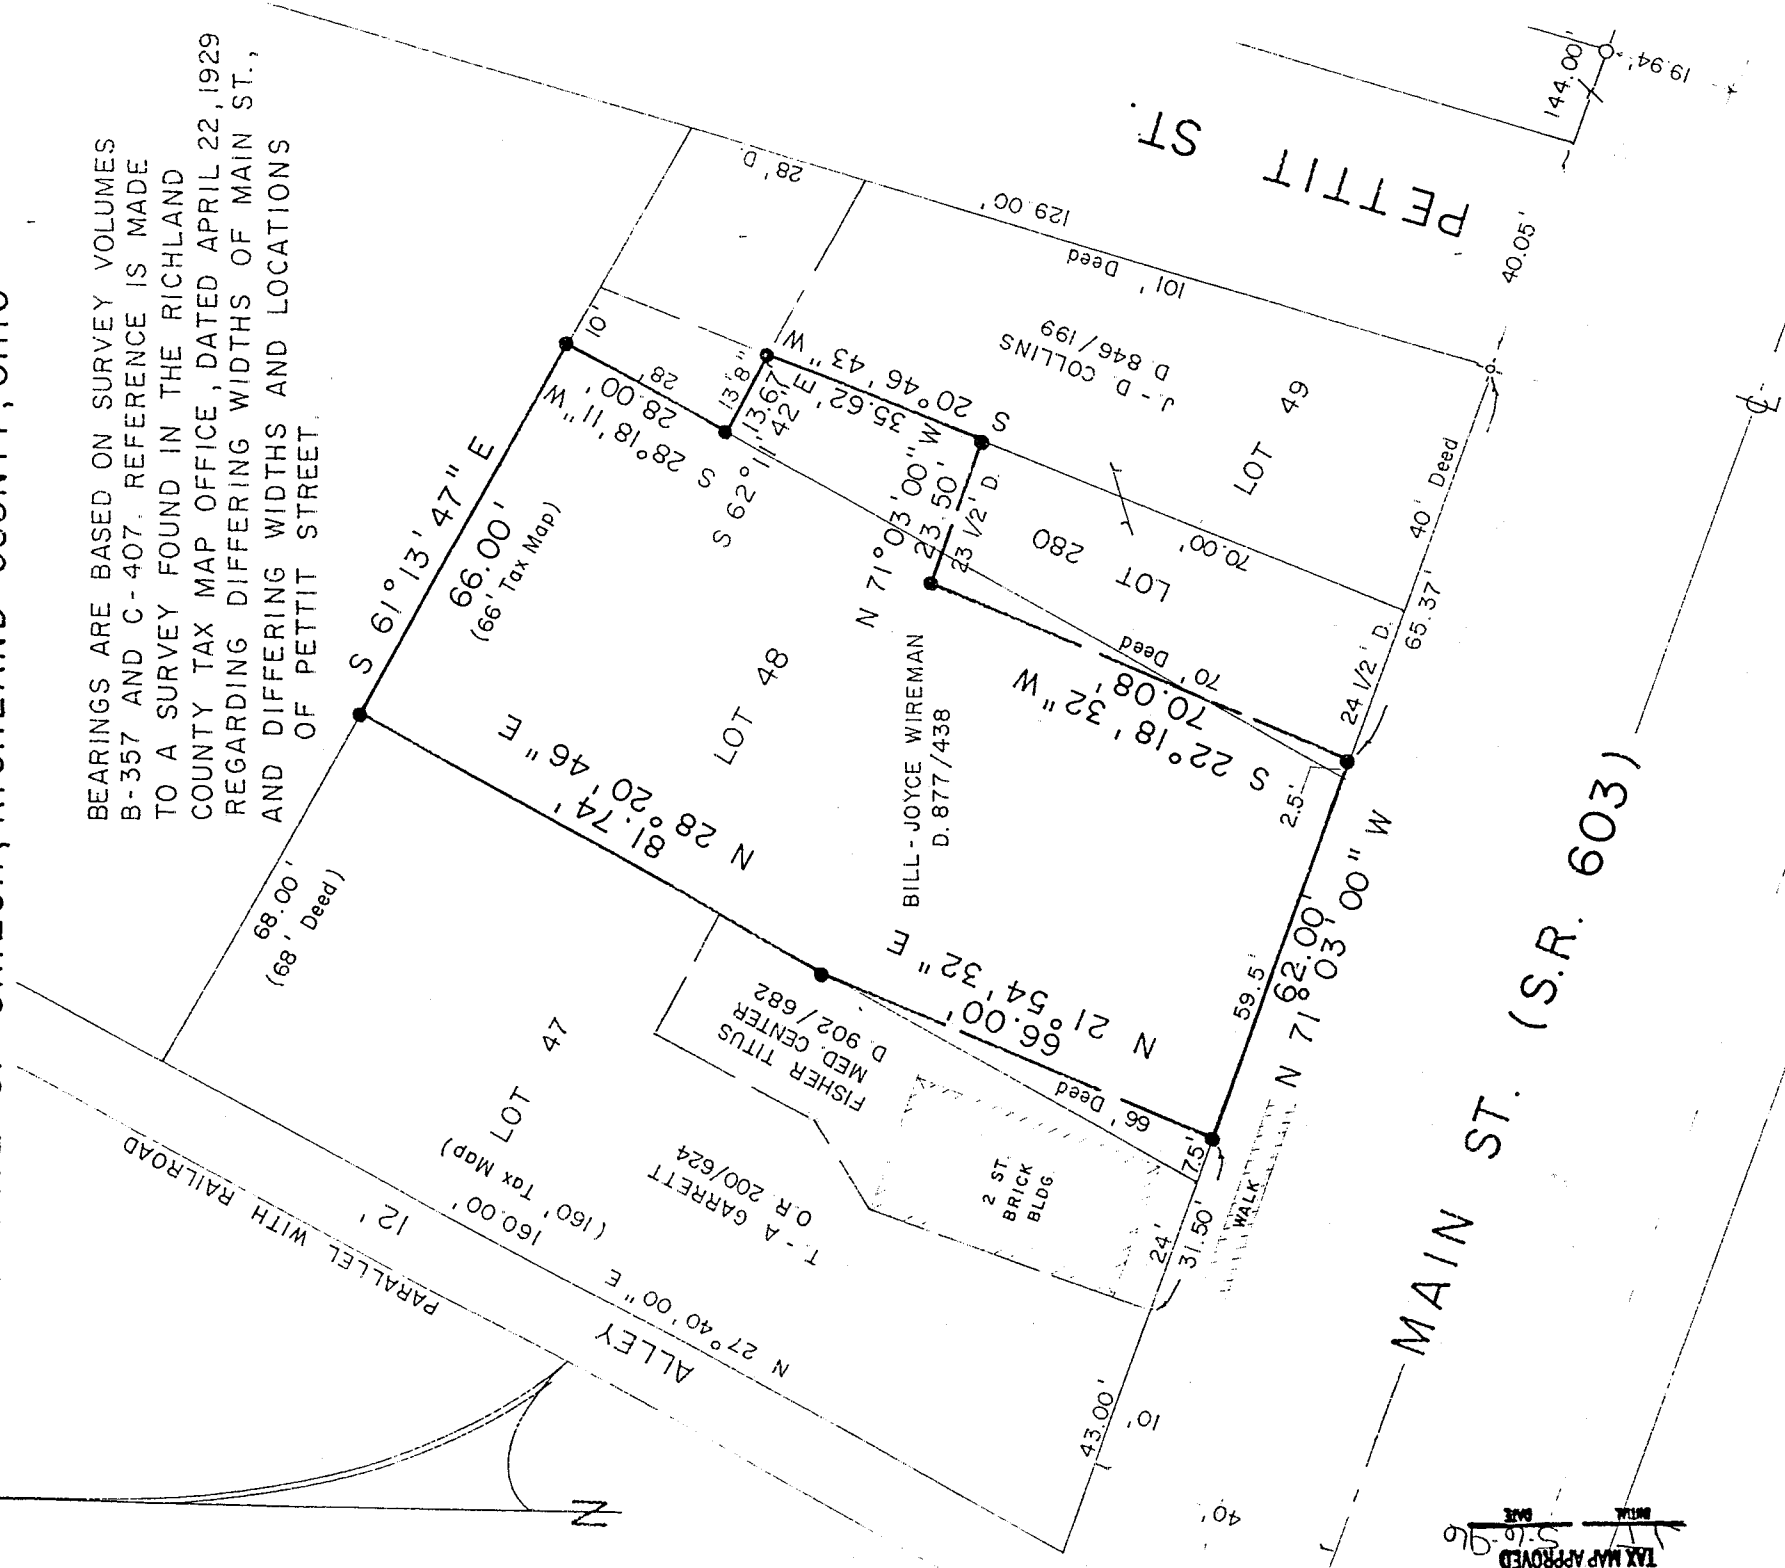 BEARINGS ARE BASED ON SURVEY VOLUMES
B-357 AND C-407. REFERENCE IS MADE
TO A SURVEY FOUND IN THE RICHLAND
COUNTY TAX MAP OFFICE, DATED APRIL 22, 1929
REGARDING DIFFERING WIDTHS OF MAIN ST.,
AND DIFFERING WIDTHS AND LOCATIONS
OF PETTIT STREET.
S 61° 13' 47" E
66.00'
(66' Tax Map)
10'
28' D.
28'
28.00'
S 28° 18' 11" W
13' 8"
13.67'
S 62° 11' 42" E
35.62'
S 20° 46' 43" W
129.00'
101' Deed
J.- D. COLLINS
D. 846/199
LOT 49
PETTIT ST.
144.00'
19.94'
40.05'
N 71° 03' 00" W
23.50'
23 1/2' D.
LOT 280
70.00'
40' Deed
65.37'
24 1/2' D.
70' Deed
70.08'
S 22° 18' 32" W
LOT 48
BILL-JOYCE WIREMAN
D. 877/438
N 28° 20' 46" E
81.74'
68.00'
(68' Deed)
LOT 47
FISHER TITUS
MED. CENTER
D. 902/682
N 21° 54' 32" E
66.00'
66' Deed
2.5'
59.5'
62.00'
N 71° 03' 00" W
7.5'
WALK
2 ST.
BRICK
BLDG.
T.- A GARRETT
O.R. 200/624
24'
31.50'
(160' Tax Map)
160.00'
N 27° 40' 00" E
12'
PARALLEL WITH RAILROAD
ALLEY
43.00'
10'
40'
MAIN ST. (S.R. 603)
N
TAX MAP APPROVED
5-6-96
INITIAL
DATE